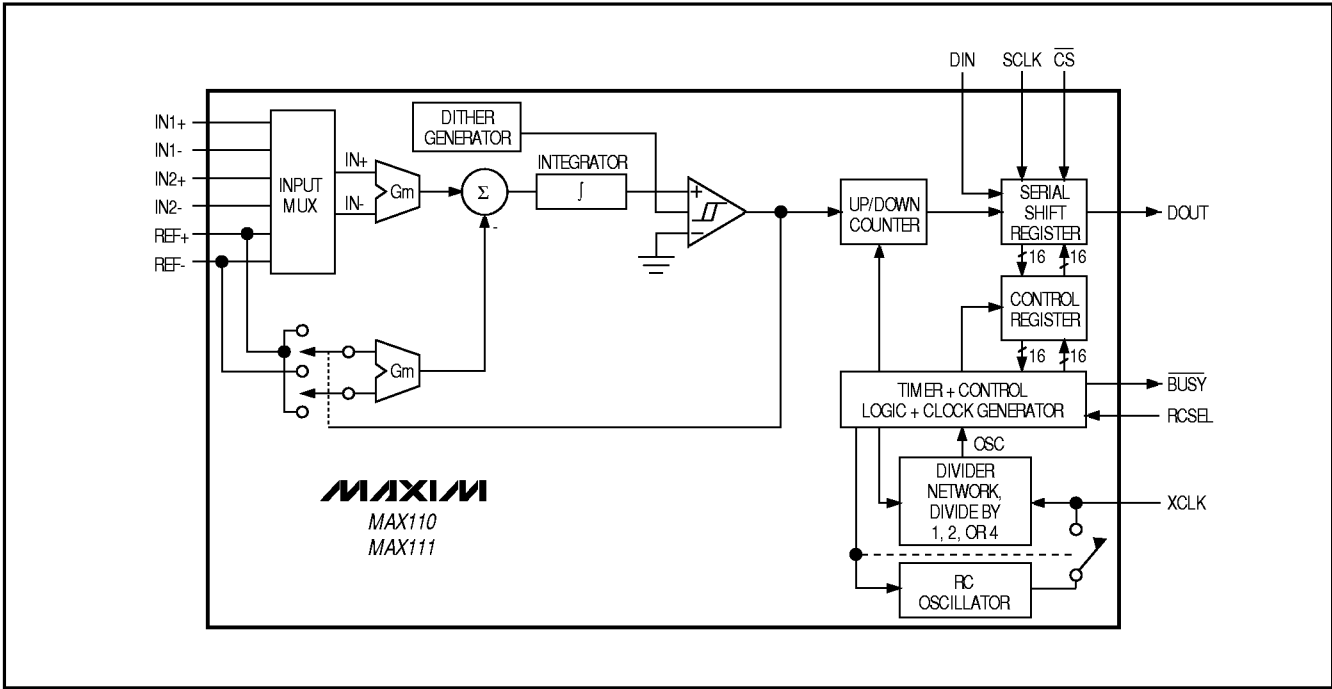 DIN SCLK CS
IN1+
IN1-
IN2+
IN2-
REF+
REF-
INPUT
MUX
IN+
IN-
Gm
DITHER
GENERATOR
Σ
-
INTEGRATOR
∫
+
−
UP/DOWN
COUNTER
SERIAL
SHIFT
REGISTER
DOUT
16 16
CONTROL
REGISTER
16 16
Gm
TIMER + CONTROL
LOGIC + CLOCK GENERATOR
BUSY
RCSEL
OSC
DIVIDER
NETWORK,
DIVIDE BY
1, 2, OR 4
XCLK
RC
OSCILLATOR
MAXIM
MAX110
MAX111